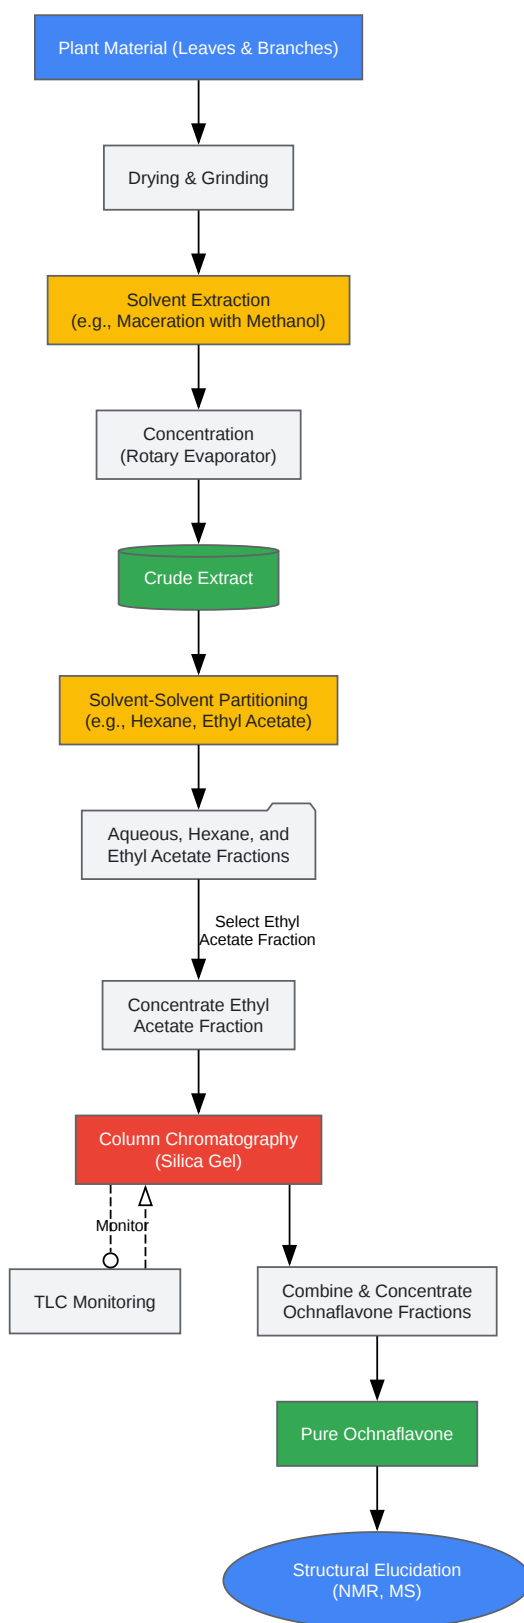 Plant Material (Leaves & Branches)
Drying & Grinding
Solvent Extraction
(e.g., Maceration with Methanol)
Concentration
(Rotary Evaporator)
Crude Extract
Solvent-Solvent Partitioning
(e.g., Hexane, Ethyl Acetate)
Aqueous, Hexane, and
Ethyl Acetate Fractions
Select Ethyl
Acetate Fraction
Concentrate Ethyl
Acetate Fraction
Column Chromatography
(Silica Gel)
Monitor
TLC Monitoring
Combine & Concentrate
Ochnaflavone Fractions
Pure Ochnaflavone
Structural Elucidation
(NMR, MS)